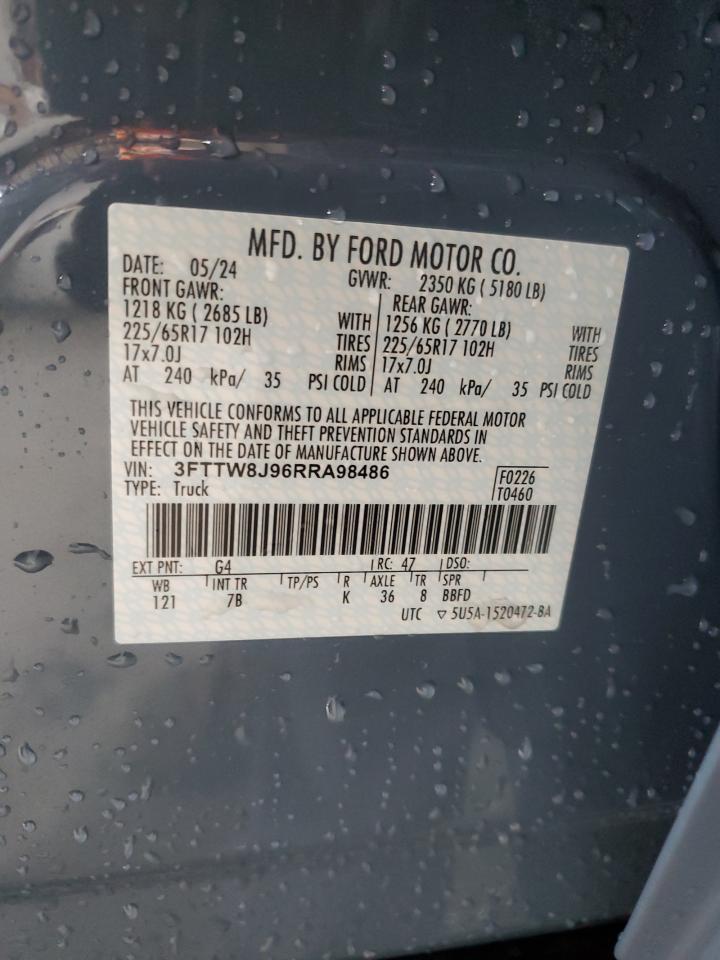 MFD. BY FORD MOTOR CO.
DATE: 05/24 GVWR: 2350 KG ( 5180 LB)
FRONT GAWR: REAR GAWR:
1218 KG ( 2685 LB) WITH 1256 KG ( 2770 LB) WITH
225/65R17 102H TIRES 225/65R17 102H TIRES
17x7.0J RIMS 17x7.0J RIMS
AT 240 kPa/ 35 PSI COLD AT 240 kPa/ 35 PSI COLD
THIS VEHICLE CONFORMS TO ALL APPLICABLE FEDERAL MOTOR
VEHICLE SAFETY AND THEFT PREVENTION STANDARDS IN
EFFECT ON THE DATE OF MANUFACTURE SHOWN ABOVE.
VIN: 3FTTW8J96RRA98486 F0226
TYPE: Truck T0460
EXT PNT: G4 RC: 47 DSO:
WB INT TR TP/PS R AXLE TR SPR
121 7B K 36 8 BBFD
UTC ▽ 5U5A-1520472-BA